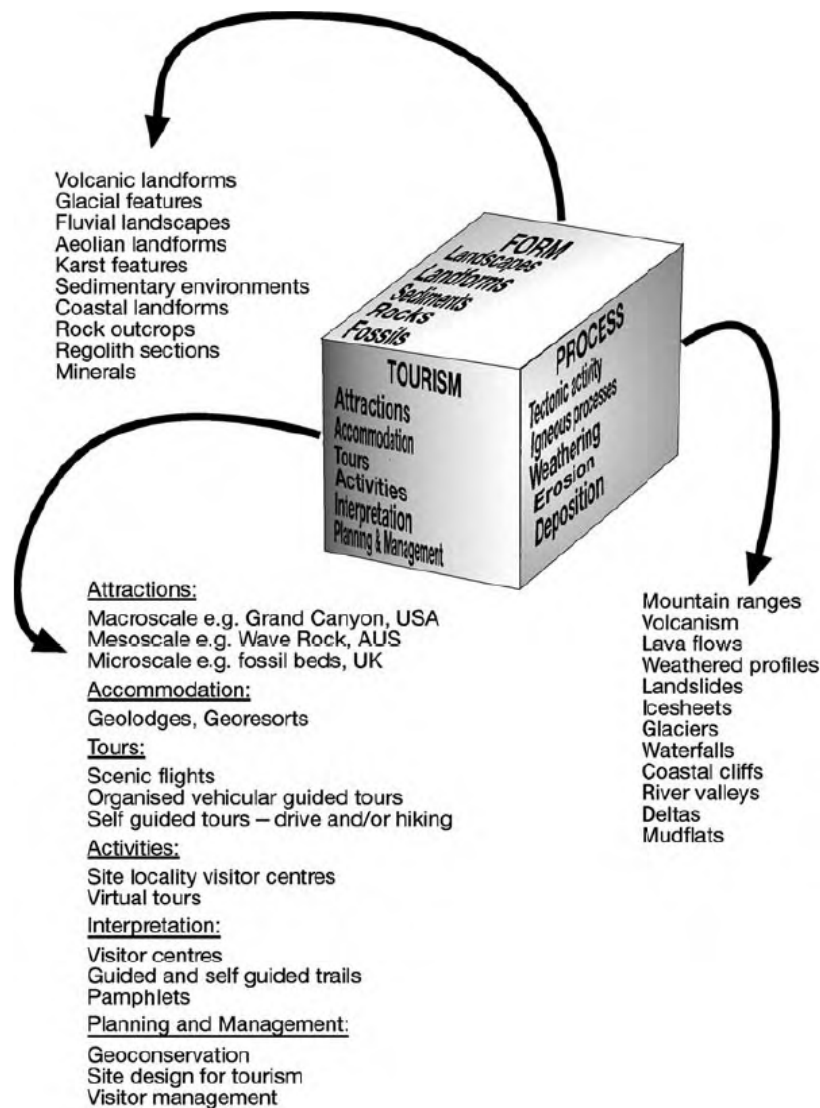 Volcanic landforms
Glacial features
Fluvial landscapes
Aeolian landforms
Karst features
Sedimentary environments
Coastal landforms
Rock outcrops
Regolith sections
Minerals
FORM
Landscapes
Landforms
Sediments
Rocks
Fossils
TOURISM
Attractions
Accommodation
Tours
Activities
Interpretation
Planning & Management
PROCESS
Tectonic activity
Igneous processes
Weathering
Erosion
Deposition
Attractions:
Macroscale e.g. Grand Canyon, USA
Mesoscale e.g. Wave Rock, AUS
Microscale e.g. fossil beds, UK
Accommodation:
Geolodges, Georesorts
Tours:
Scenic flights
Organised vehicular guided tours
Self guided tours – drive and/or hiking
Activities:
Site locality visitor centres
Virtual tours
Interpretation:
Visitor centres
Guided and self guided trails
Pamphlets
Planning and Management:
Geoconservation
Site design for tourism
Visitor management
Mountain ranges
Volcanism
Lava flows
Weathered profiles
Landslides
Icesheets
Glaciers
Waterfalls
Coastal cliffs
River valleys
Deltas
Mudflats